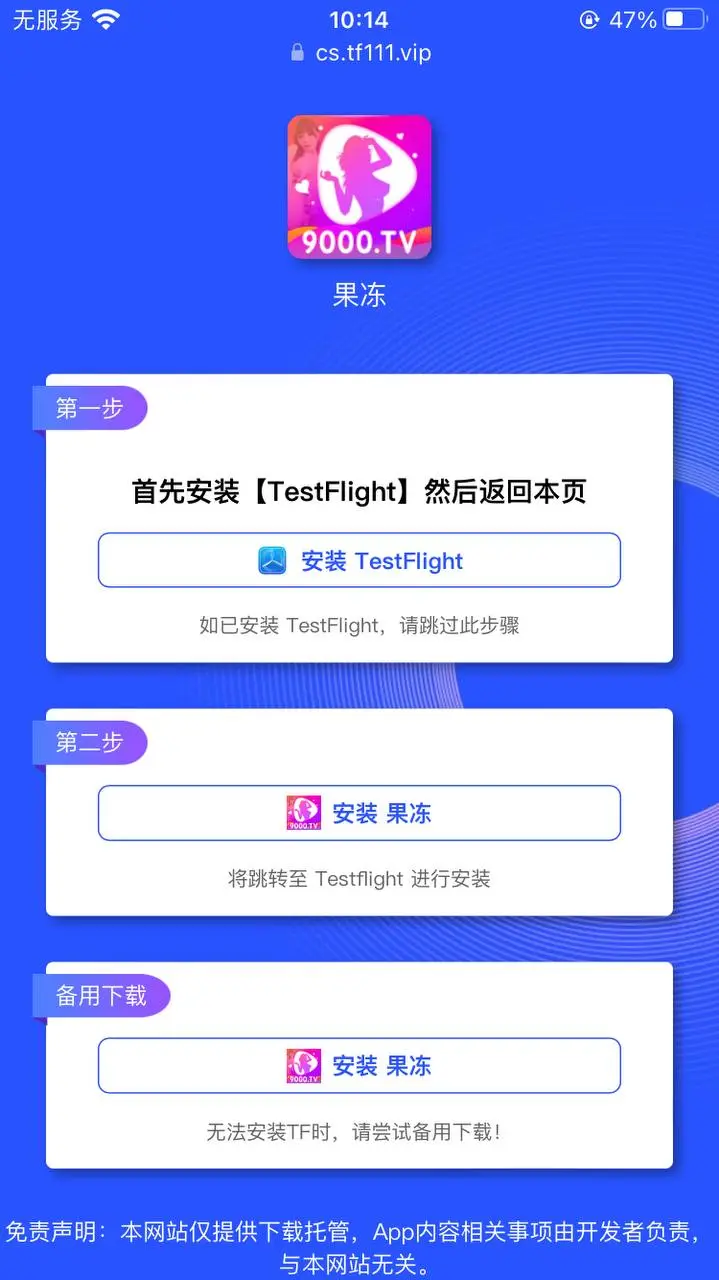 无服务
10:14
47%
cs.tf111.vip
9000.TV
果冻
第一步
首先安装【TestFlight】然后返回本页
安装 TestFlight
如已安装 TestFlight，请跳过此步骤
第二步
9000.TV
安装 果冻
将跳转至 Testflight 进行安装
备用下载
9000.TV
安装 果冻
无法安装TF时，请尝试备用下载！
免责声明：本网站仅提供下载托管，App内容相关事项由开发者负责，
与本网站无关。